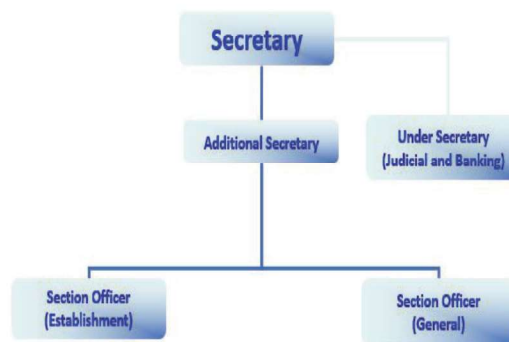 Secretary
Additional Secretary
Under Secretary
(Judicial and Banking)
Section Officer
(Establishment)
Section Officer
(General)